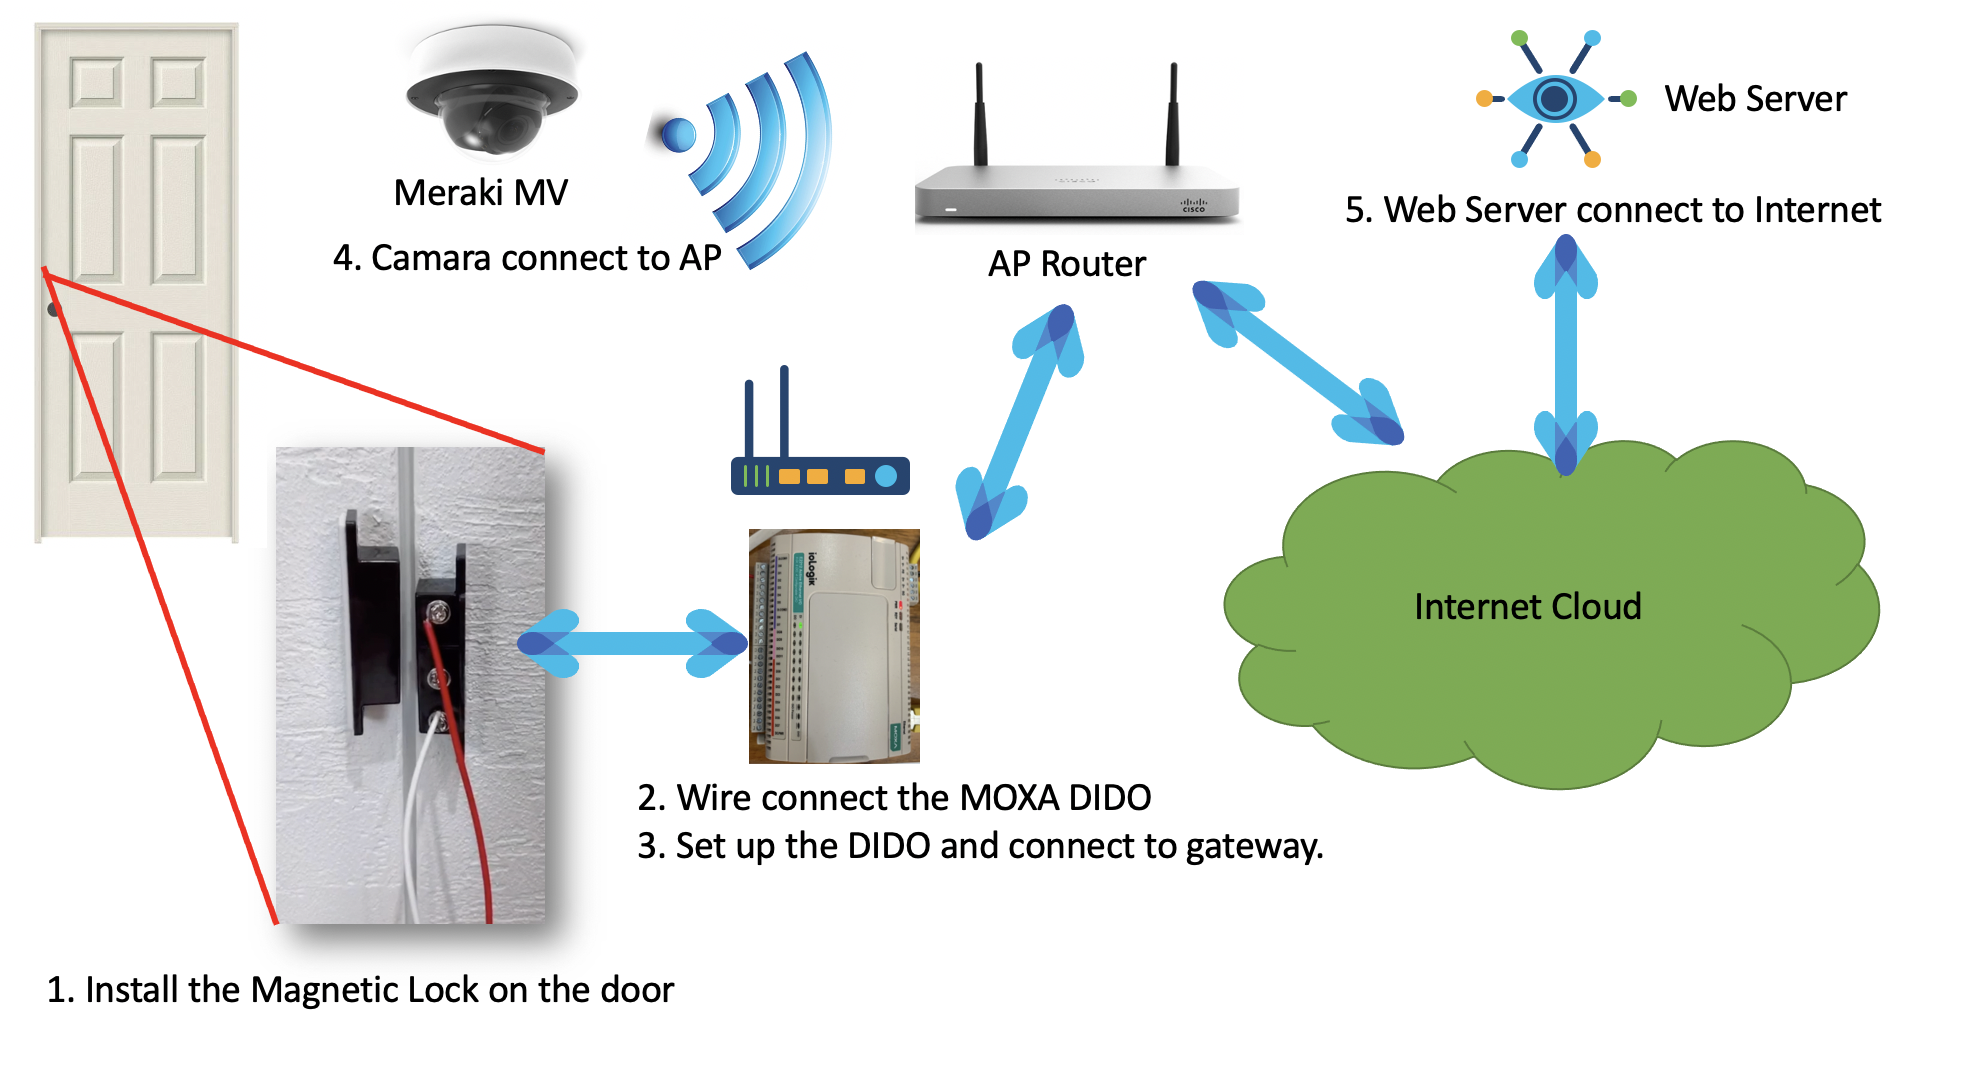 Meraki MV
4. Camara connect to AP
CISCO
AP Router
Web Server
5. Web Server connect to Internet
ioLogik
MOXA
Internet Cloud
2. Wire connect the MOXA DIDO
3. Set up the DIDO and connect to gateway.
1. Install the Magnetic Lock on the door